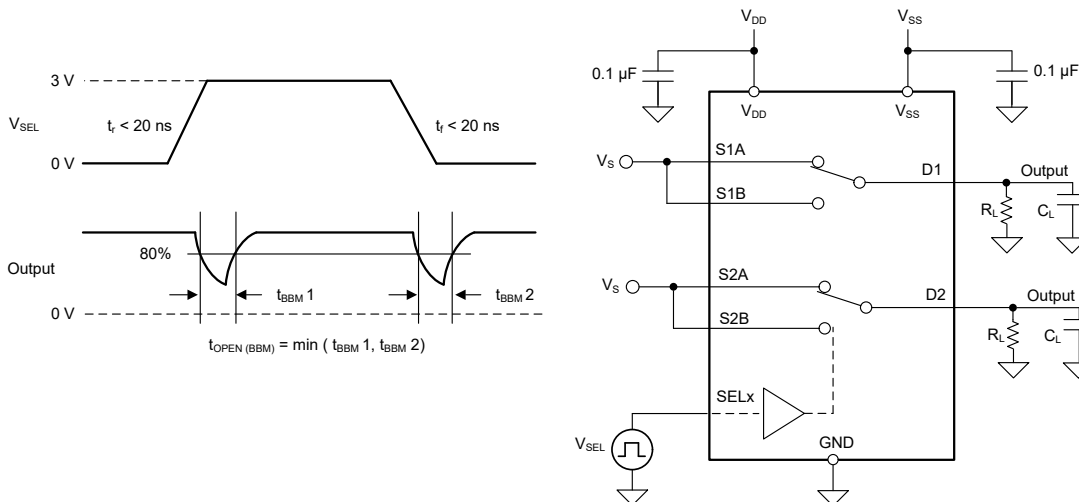 3 V
V_SEL
t_r < 20 ns
t_f < 20 ns
0 V
80%
Output
t_BBM 1
t_BBM 2
0 V
t_OPEN (BBM) = min ( t_BBM 1, t_BBM 2)
V_DD
V_SS
0.1 µF
0.1 µF
V_DD
V_SS
V_S
S1A
D1
Output
S1B
R_L
C_L
V_S
S2A
D2
Output
S2B
R_L
C_L
SELx
V_SEL
GND